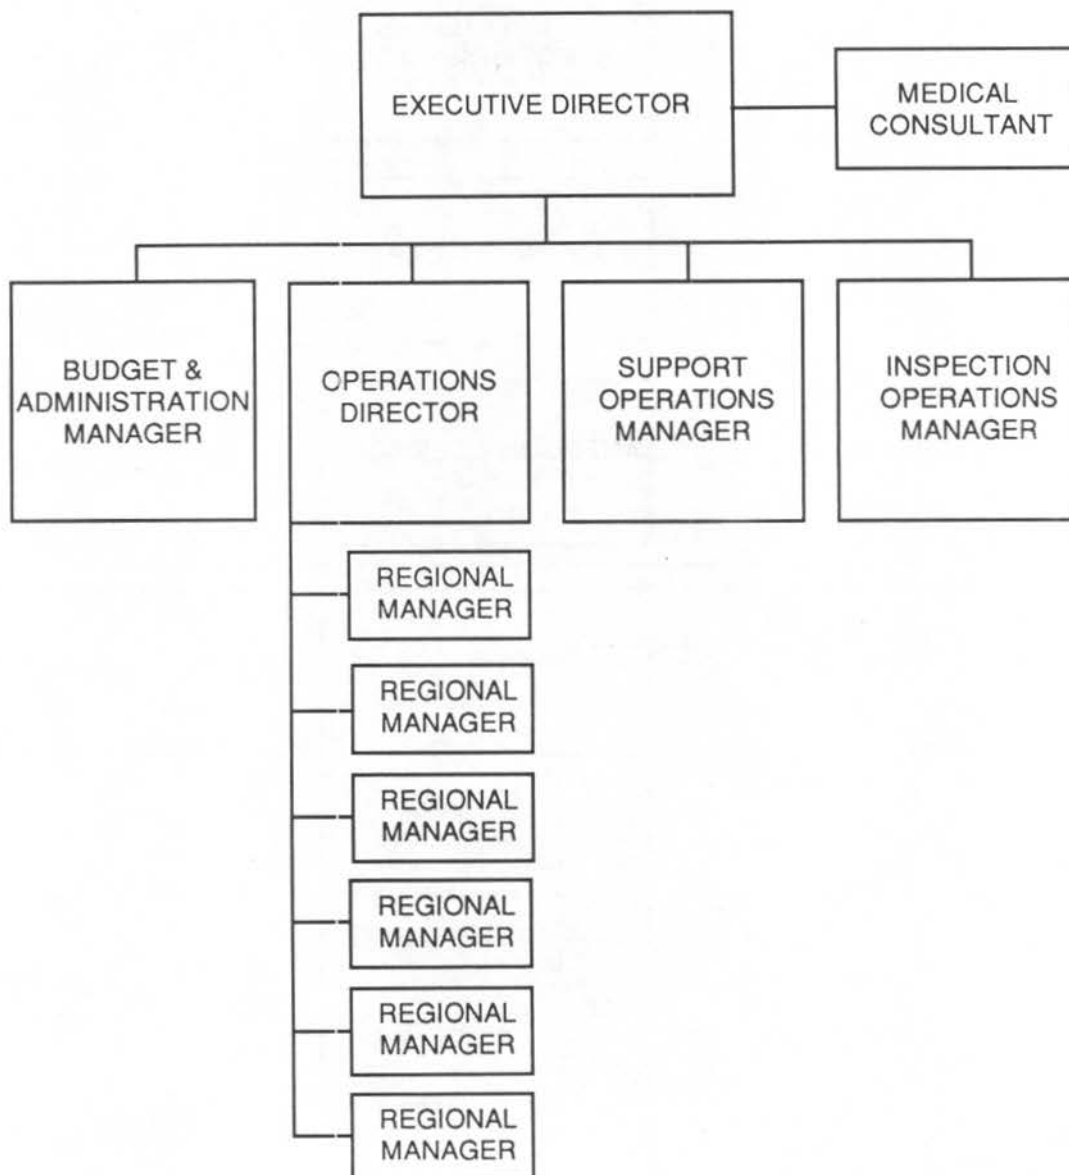 EXECUTIVE DIRECTOR
MEDICAL
CONSULTANT
BUDGET &
ADMINISTRATION
MANAGER
OPERATIONS
DIRECTOR
SUPPORT
OPERATIONS
MANAGER
INSPECTION
OPERATIONS
MANAGER
REGIONAL
MANAGER
REGIONAL
MANAGER
REGIONAL
MANAGER
REGIONAL
MANAGER
REGIONAL
MANAGER
REGIONAL
MANAGER